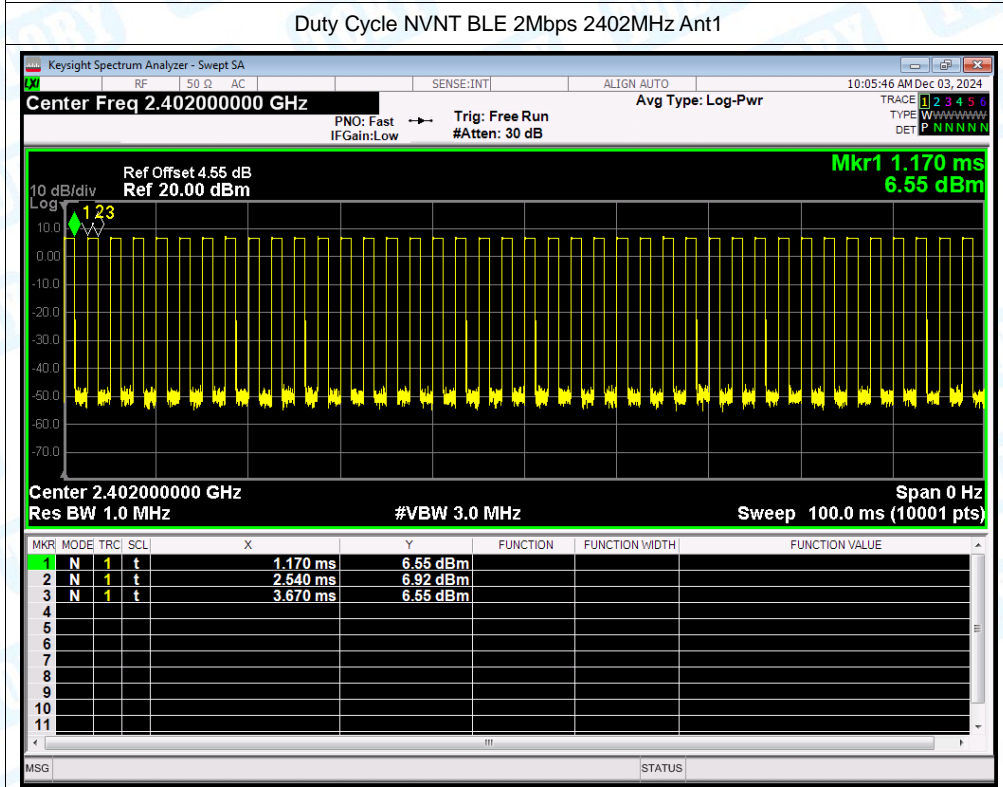 Duty Cycle NVNT BLE 2Mbps 2402MHz Ant1
Keysight Spectrum Analyzer - Swept SA
LXI RF 50 Ω AC SENSE:INT ALIGN AUTO 10:05:46 AM Dec 03, 2024
Center Freq 2.402000000 GHz
Avg Type: Log-Pwr
TRACE 1 2 3 4 5 6
PNO: Fast
Trig: Free Run
TYPE W
IFGain:Low
#Atten: 30 dB
DET P N N N N N
Mkr1 1.170 ms
6.55 dBm
Ref Offset 4.55 dB
10 dB/div Ref 20.00 dBm
Log
1 2 3
10.0
0.00
-10.0
-20.0
-30.0
-40.0
-50.0
-60.0
-70.0
Center 2.402000000 GHz Span 0 Hz
Res BW 1.0 MHz #VBW 3.0 MHz Sweep 100.0 ms (10001 pts)
MKR MODE TRC SCL X Y FUNCTION FUNCTION WIDTH FUNCTION VALUE
1 N 1 t 1.170 ms 6.55 dBm
2 N 1 t 2.540 ms 6.92 dBm
3 N 1 t 3.670 ms 6.55 dBm
4
5
6
7
8
9
10
11
MSG STATUS